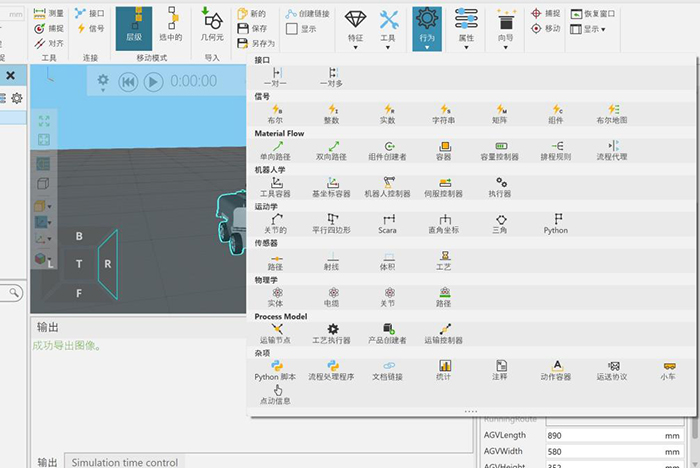 mm
测量
捕捉
对齐
工具
接口
信号
连接
层级
选中的
移动模式
新的
保存
另存为
几何元
导入
创建链接
显示
特征
工具
行为
属性
向导
捕捉
移动
恢复窗口
显示
0:00:00
接口
一对一 一对多
信号
布尔 整数 实数 字符串 矩阵 组件 布尔地图
Material Flow
单向路径 双向路径 组件创建者 容器 容量控制器 排程规则 流程代理
机器人学
工具容器 基坐标容器 机器人控制器 伺服控制器 执行器
运动学
关节的 平行四边形 Scara 直角坐标 三角 Python
传感器
路径 射线 体积 工艺
物理学
实体 电缆 关节 路径
Process Model
运输节点 工艺执行器 产品创建者 运输控制器
杂项
Python 脚本 流程处理程序 文档链接 统计 注释 动作容器 运送协议 小车
点动信息
B
L T R
F
输出
成功导出图像。
输出 Simulation time control
RunningRoute
AGVLength 890 mm
AGVWidth 580 mm
AGVHeight 352 mm